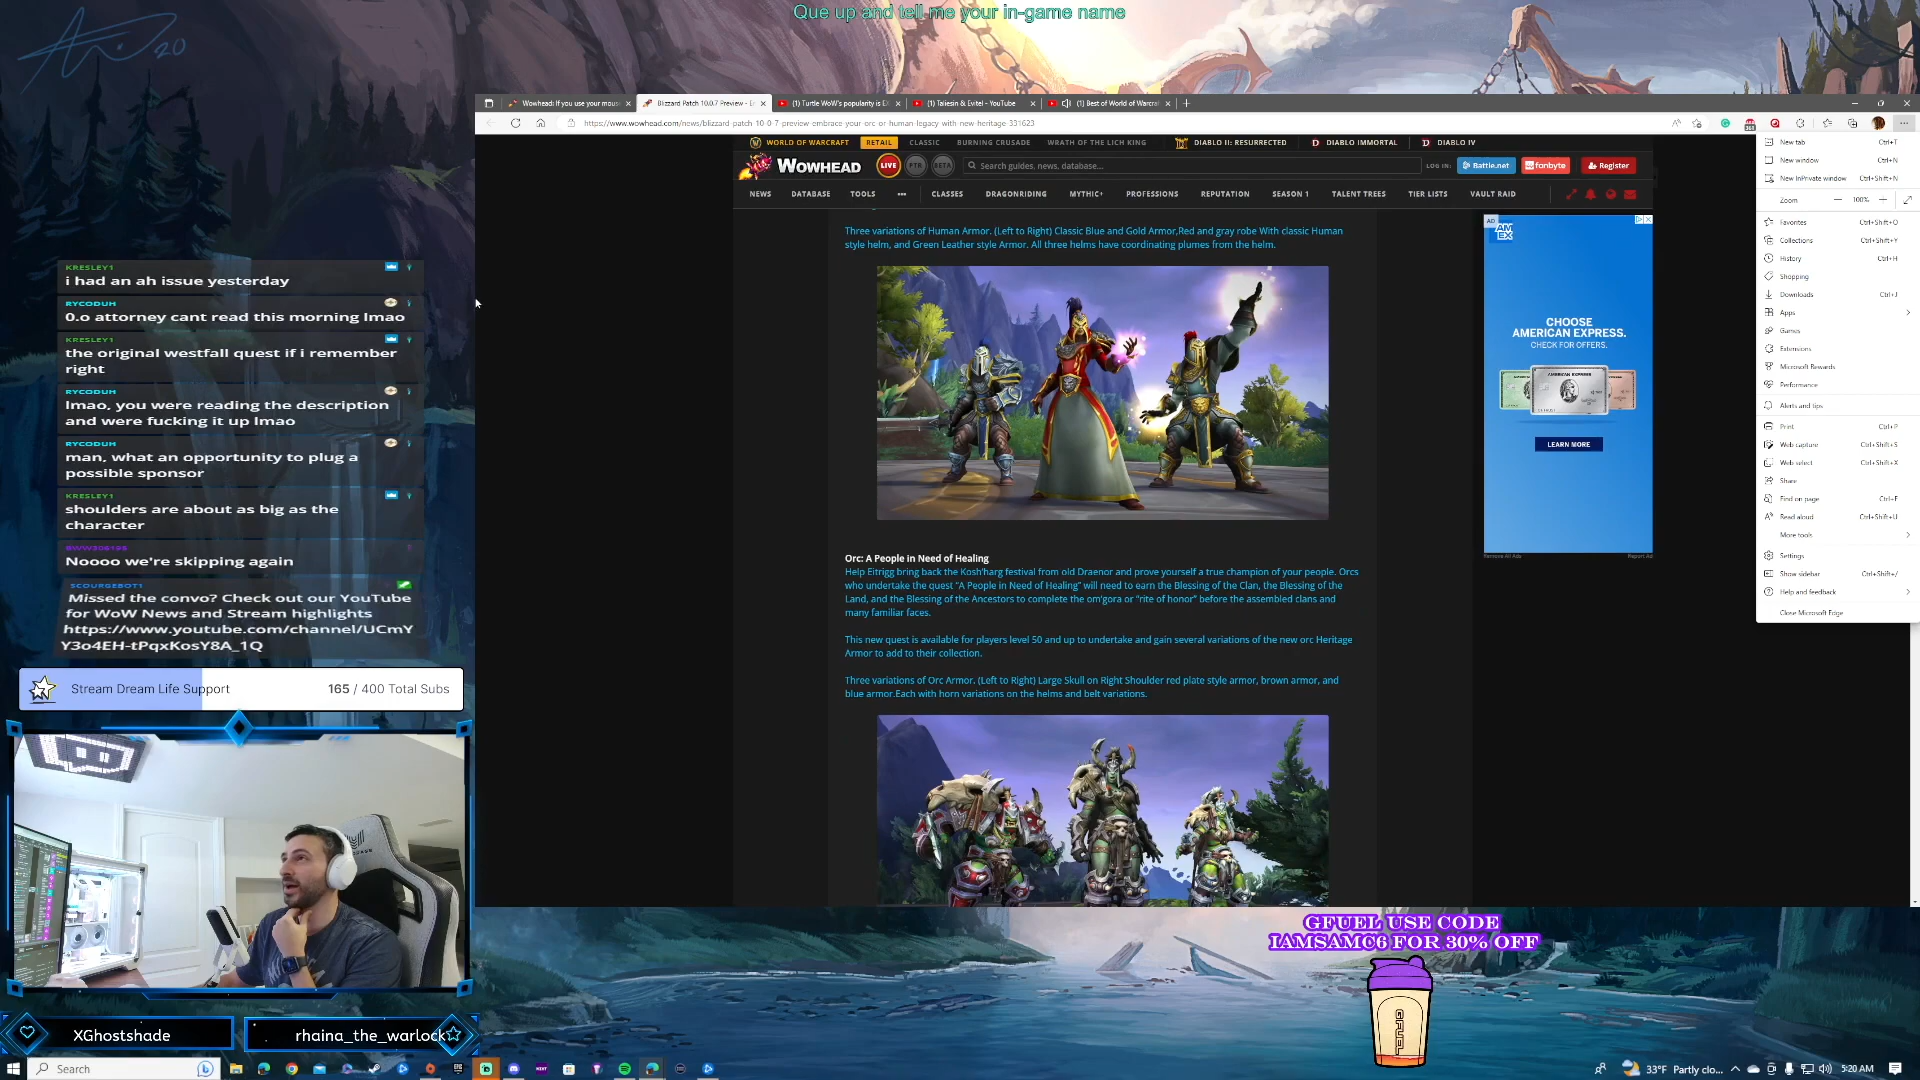 Que up and tell me your in-game name
KRESLEY1
i had an ah issue yesterday
RYCODUH
0.o attorney cant read this morning lmao
KRESLEY1
the original westfall quest if i remember
right
RYCODUH
lmao, you were reading the description
and were fucking it up lmao
RYCODUH
man, what an opportunity to plug a
possible sponsor
KRESLEY1
shoulders are about as big as the
character
Noooo we're skipping again
SCOURGEBOT1
Missed the convo? Check out our YouTube
for WoW News and Stream highlights
https://www.youtube.com/channel/UCmY
Y3o4EH-tPqxKosY8A_1Q
Stream Dream Life Support 165 / 400 Total Subs
XGhostshade
rhaina_the_warlock
Wowhead: If you use your mouse
Blizzard Patch 10.0.7 Preview - E
(1) Turtle WoW's popularity is E
(1) Taliesin & Evitel - YouTube
(1) Best of World of Warcraf
https://www.wowhead.com/news/blizzard-patch-10-0-7-preview-embrace-your-orc-or-human-legacy-with-new-heritage-331623
WORLD OF WARCRAFT RETAIL CLASSIC BURNING CRUSADE WRATH OF THE LICH KING DIABLO II: RESURRECTED DIABLO IMMORTAL DIABLO IV
WOWHEAD LIVE PTR BETA Search guides, news, database... LOG IN: Battle.net fanbyte Register
NEWS DATABASE TOOLS ••• CLASSES DRAGONRIDING MYTHIC+ PROFESSIONS REPUTATION SEASON 1 TALENT TREES TIER LISTS VAULT RAID
Three variations of Human Armor. (Left to Right) Classic Blue and Gold Armor,Red and gray robe With classic Human
style helm, and Green Leather style Armor. All three helms have coordinating plumes from the helm.
Orc: A People in Need of Healing
Help Eitrigg bring back the Kosh'harg festival from old Draenor and prove yourself a true champion of your people. Orcs
who undertake the quest “A People in Need of Healing” will need to earn the Blessing of the Clan, the Blessing of the
Land, and the Blessing of the Ancestors to complete the om'gora or “rite of honor” before the assembled clans and
many familiar faces.
This new quest is available for players level 50 and up to undertake and gain several variations of the new orc Heritage
Armor to add to their collection.
Three variations of Orc Armor. (Left to Right) Large Skull on Right Shoulder red plate style armor, brown armor, and
blue armor.Each with horn variations on the helms and belt variations.
AD
AM
EX
CHOOSE
AMERICAN EXPRESS.
CHECK FOR OFFERS.
AMERICAN EXPRESS
LEARN MORE
Remove All Ads
Report Ad
New tab Ctrl+T
New window Ctrl+N
New InPrivate window Ctrl+Shift+N
Zoom — 100% +
Favorites Ctrl+Shift+O
Collections Ctrl+Shift+Y
History Ctrl+H
Shopping
Downloads Ctrl+J
Apps
Games
Extensions
Microsoft Rewards
Performance
Alerts and tips
Print Ctrl+P
Web capture Ctrl+Shift+S
Web select Ctrl+Shift+X
Share
Find on page Ctrl+F
Read aloud Ctrl+Shift+U
More tools
Settings
Show sidebar Ctrl+Shift+/
Help and feedback
Close Microsoft Edge
GFUEL USE CODE
IAMSAMC6 FOR 30% OFF
GFUEL
Search
33°F Partly clo...
5:20 AM